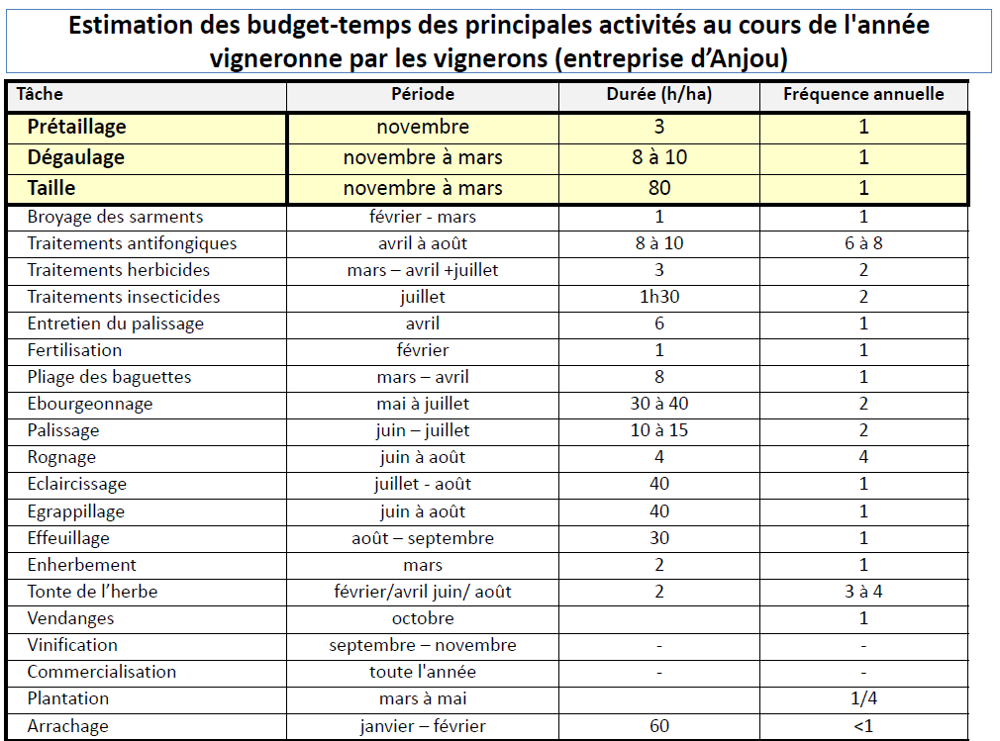 Estimation des budget-temps des principales activités au cours de l'année
vigneronne par les vignerons (entreprise d’Anjou)
Tâche Période Durée (h/ha) Fréquence annuelle
Prétaillage novembre 3 1
Dégaulage novembre à mars 8 à 10 1
Taille novembre à mars 80 1
Broyage des sarments février - mars 1 1
Traitements antifongiques avril à août 8 à 10 6 à 8
Traitements herbicides mars – avril +juillet 3 2
Traitements insecticides juillet 1h30 2
Entretien du palissage avril 6 1
Fertilisation février 1 1
Pliage des baguettes mars – avril 8 1
Ebourgeonnage mai à juillet 30 à 40 2
Palissage juin – juillet 10 à 15 2
Rognage juin à août 4 4
Eclaircissage juillet - août 40 1
Egrappillage juin à août 40 1
Effeuillage août – septembre 30 1
Enherbement mars 2 1
Tonte de l’herbe février/avril juin/ août 2 3 à 4
Vendanges octobre 1
Vinification septembre – novembre - -
Commercialisation toute l'année - -
Plantation mars à mai 1/4
Arrachage janvier – février 60 <1